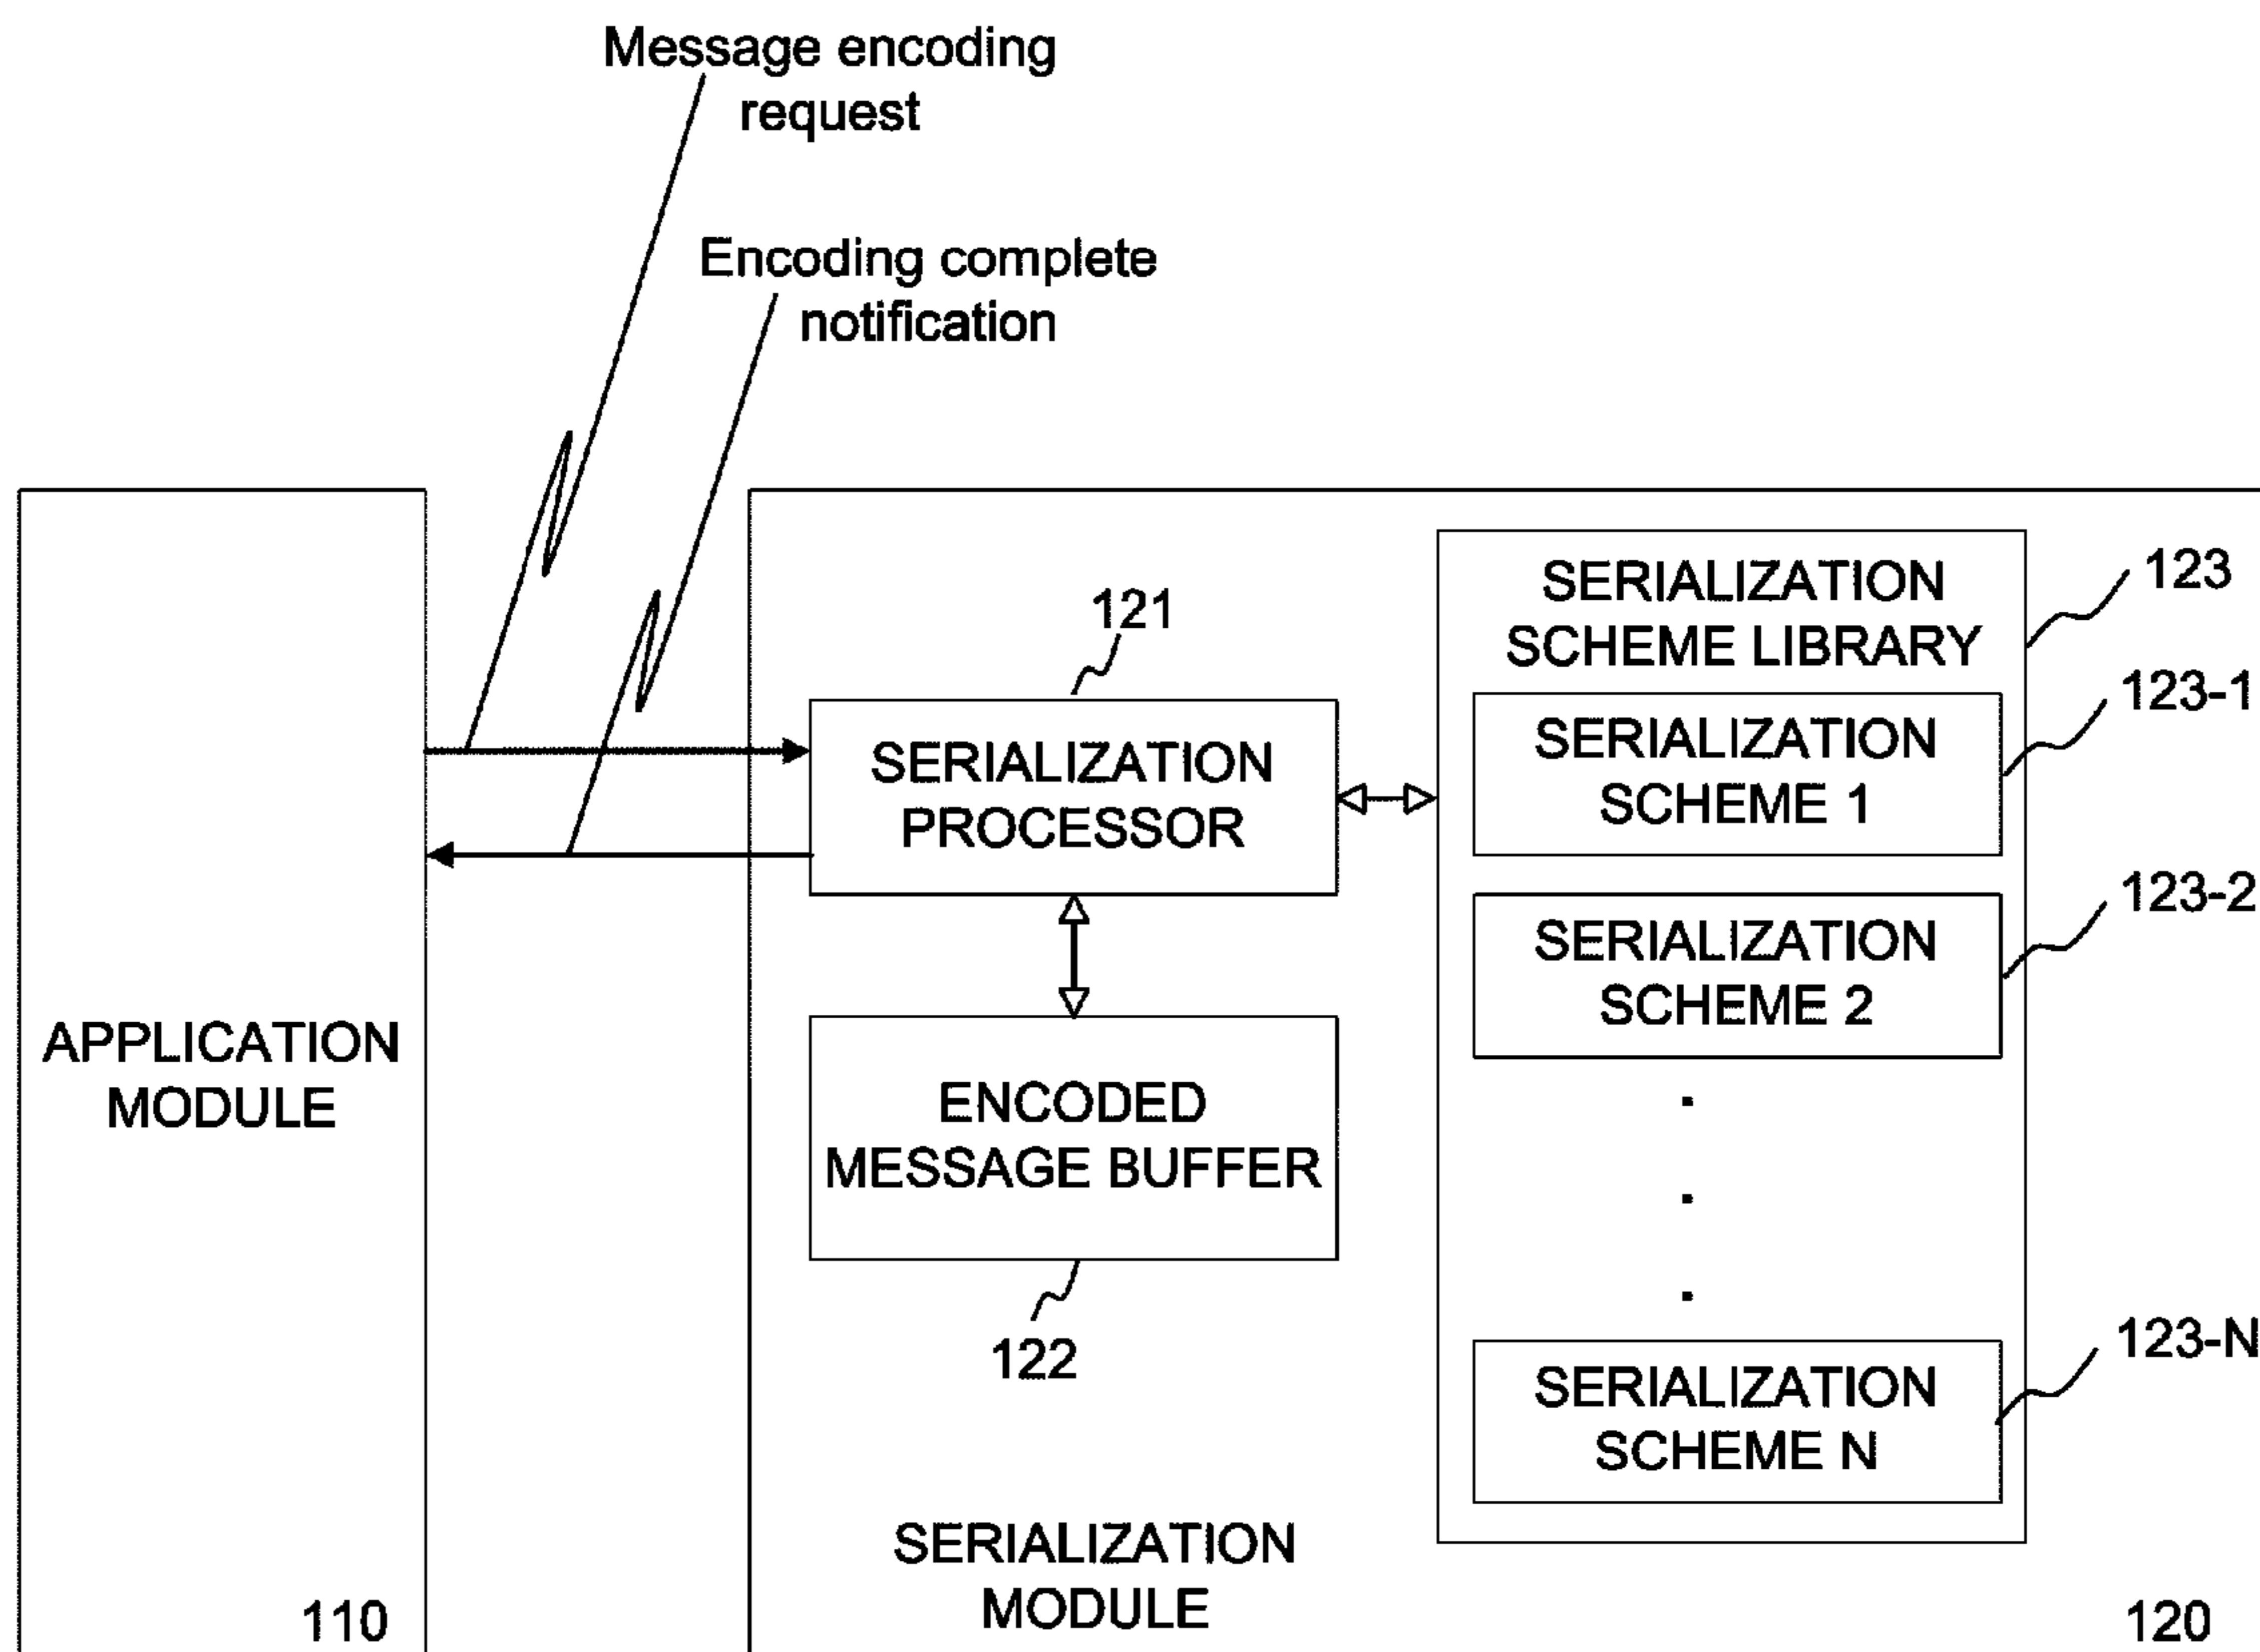 Message encoding
request
Encoding complete
notification
SERIALIZATION
SCHEME LIBRARY
123
121
123-1
SERIALIZATION
PROCESSOR
SERIALIZATION
SCHEME 1
123-2
SERIALIZATION
SCHEME 2
APPLICATION
MODULE
ENCODED
MESSAGE BUFFER
.
.
.
122
123-N
SERIALIZATION
SCHEME N
SERIALIZATION
MODULE
110
120